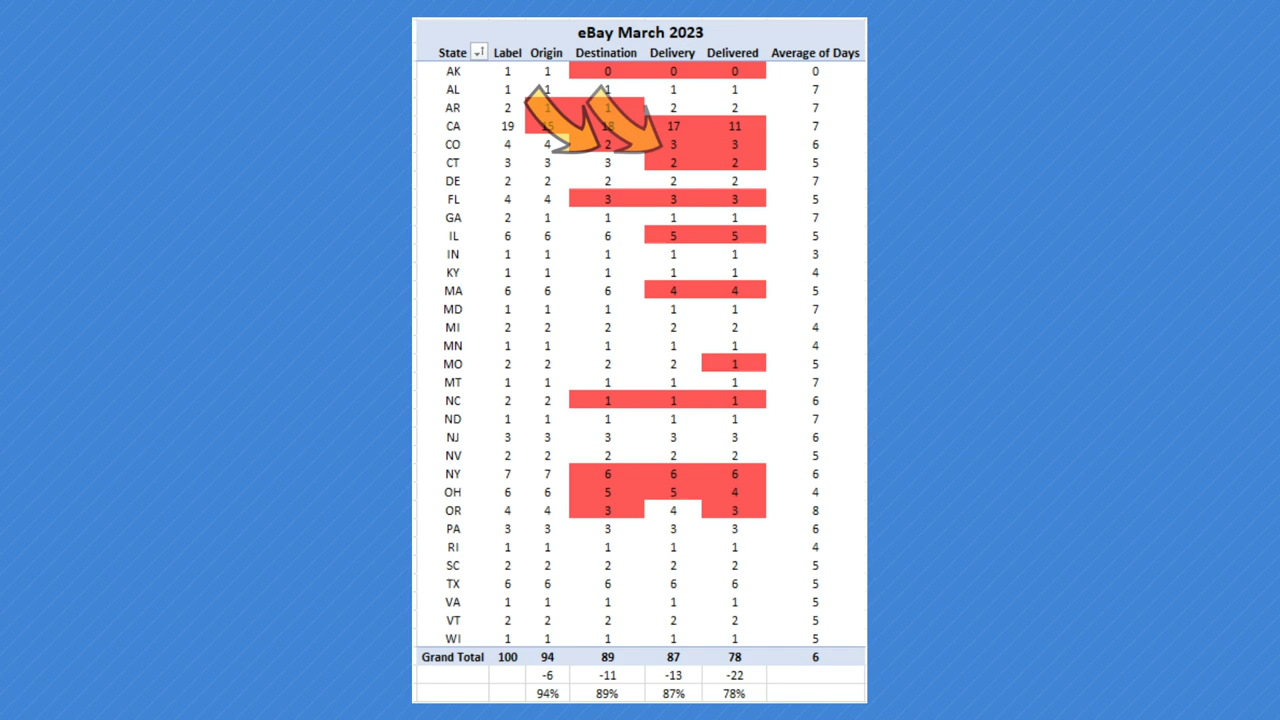 eBay March 2023
State Label Origin Destination Delivery Delivered Average of Days
AK 1 1 0 0 0 0
AL 1 1 1 1 1 7
AR 2 1 1 2 2 7
CA 19 15 18 17 11 7
CO 4 4 2 3 3 6
CT 3 3 3 2 2 5
DE 2 2 2 2 2 7
FL 4 4 3 3 3 5
GA 2 1 1 1 1 7
IL 6 6 6 5 5 5
IN 1 1 1 1 1 3
KY 1 1 1 1 1 4
MA 6 6 6 4 4 5
MD 1 1 1 1 1 7
MI 2 2 2 2 2 4
MN 1 1 1 1 1 4
MO 2 2 2 2 1 5
MT 1 1 1 1 1 7
NC 2 2 1 1 1 6
ND 1 1 1 1 1 7
NJ 3 3 3 3 3 6
NV 2 2 2 2 2 5
NY 7 7 6 6 6 6
OH 6 6 5 5 4 4
OR 4 4 3 4 3 8
PA 3 3 3 3 3 6
RI 1 1 1 1 1 4
SC 2 2 2 2 2 5
TX 6 6 6 6 6 5
VA 1 1 1 1 1 5
VT 2 2 2 2 2 5
WI 1 1 1 1 1 5
Grand Total 100 94 89 87 78 6
-6 -11 -13 -22
94% 89% 87% 78%